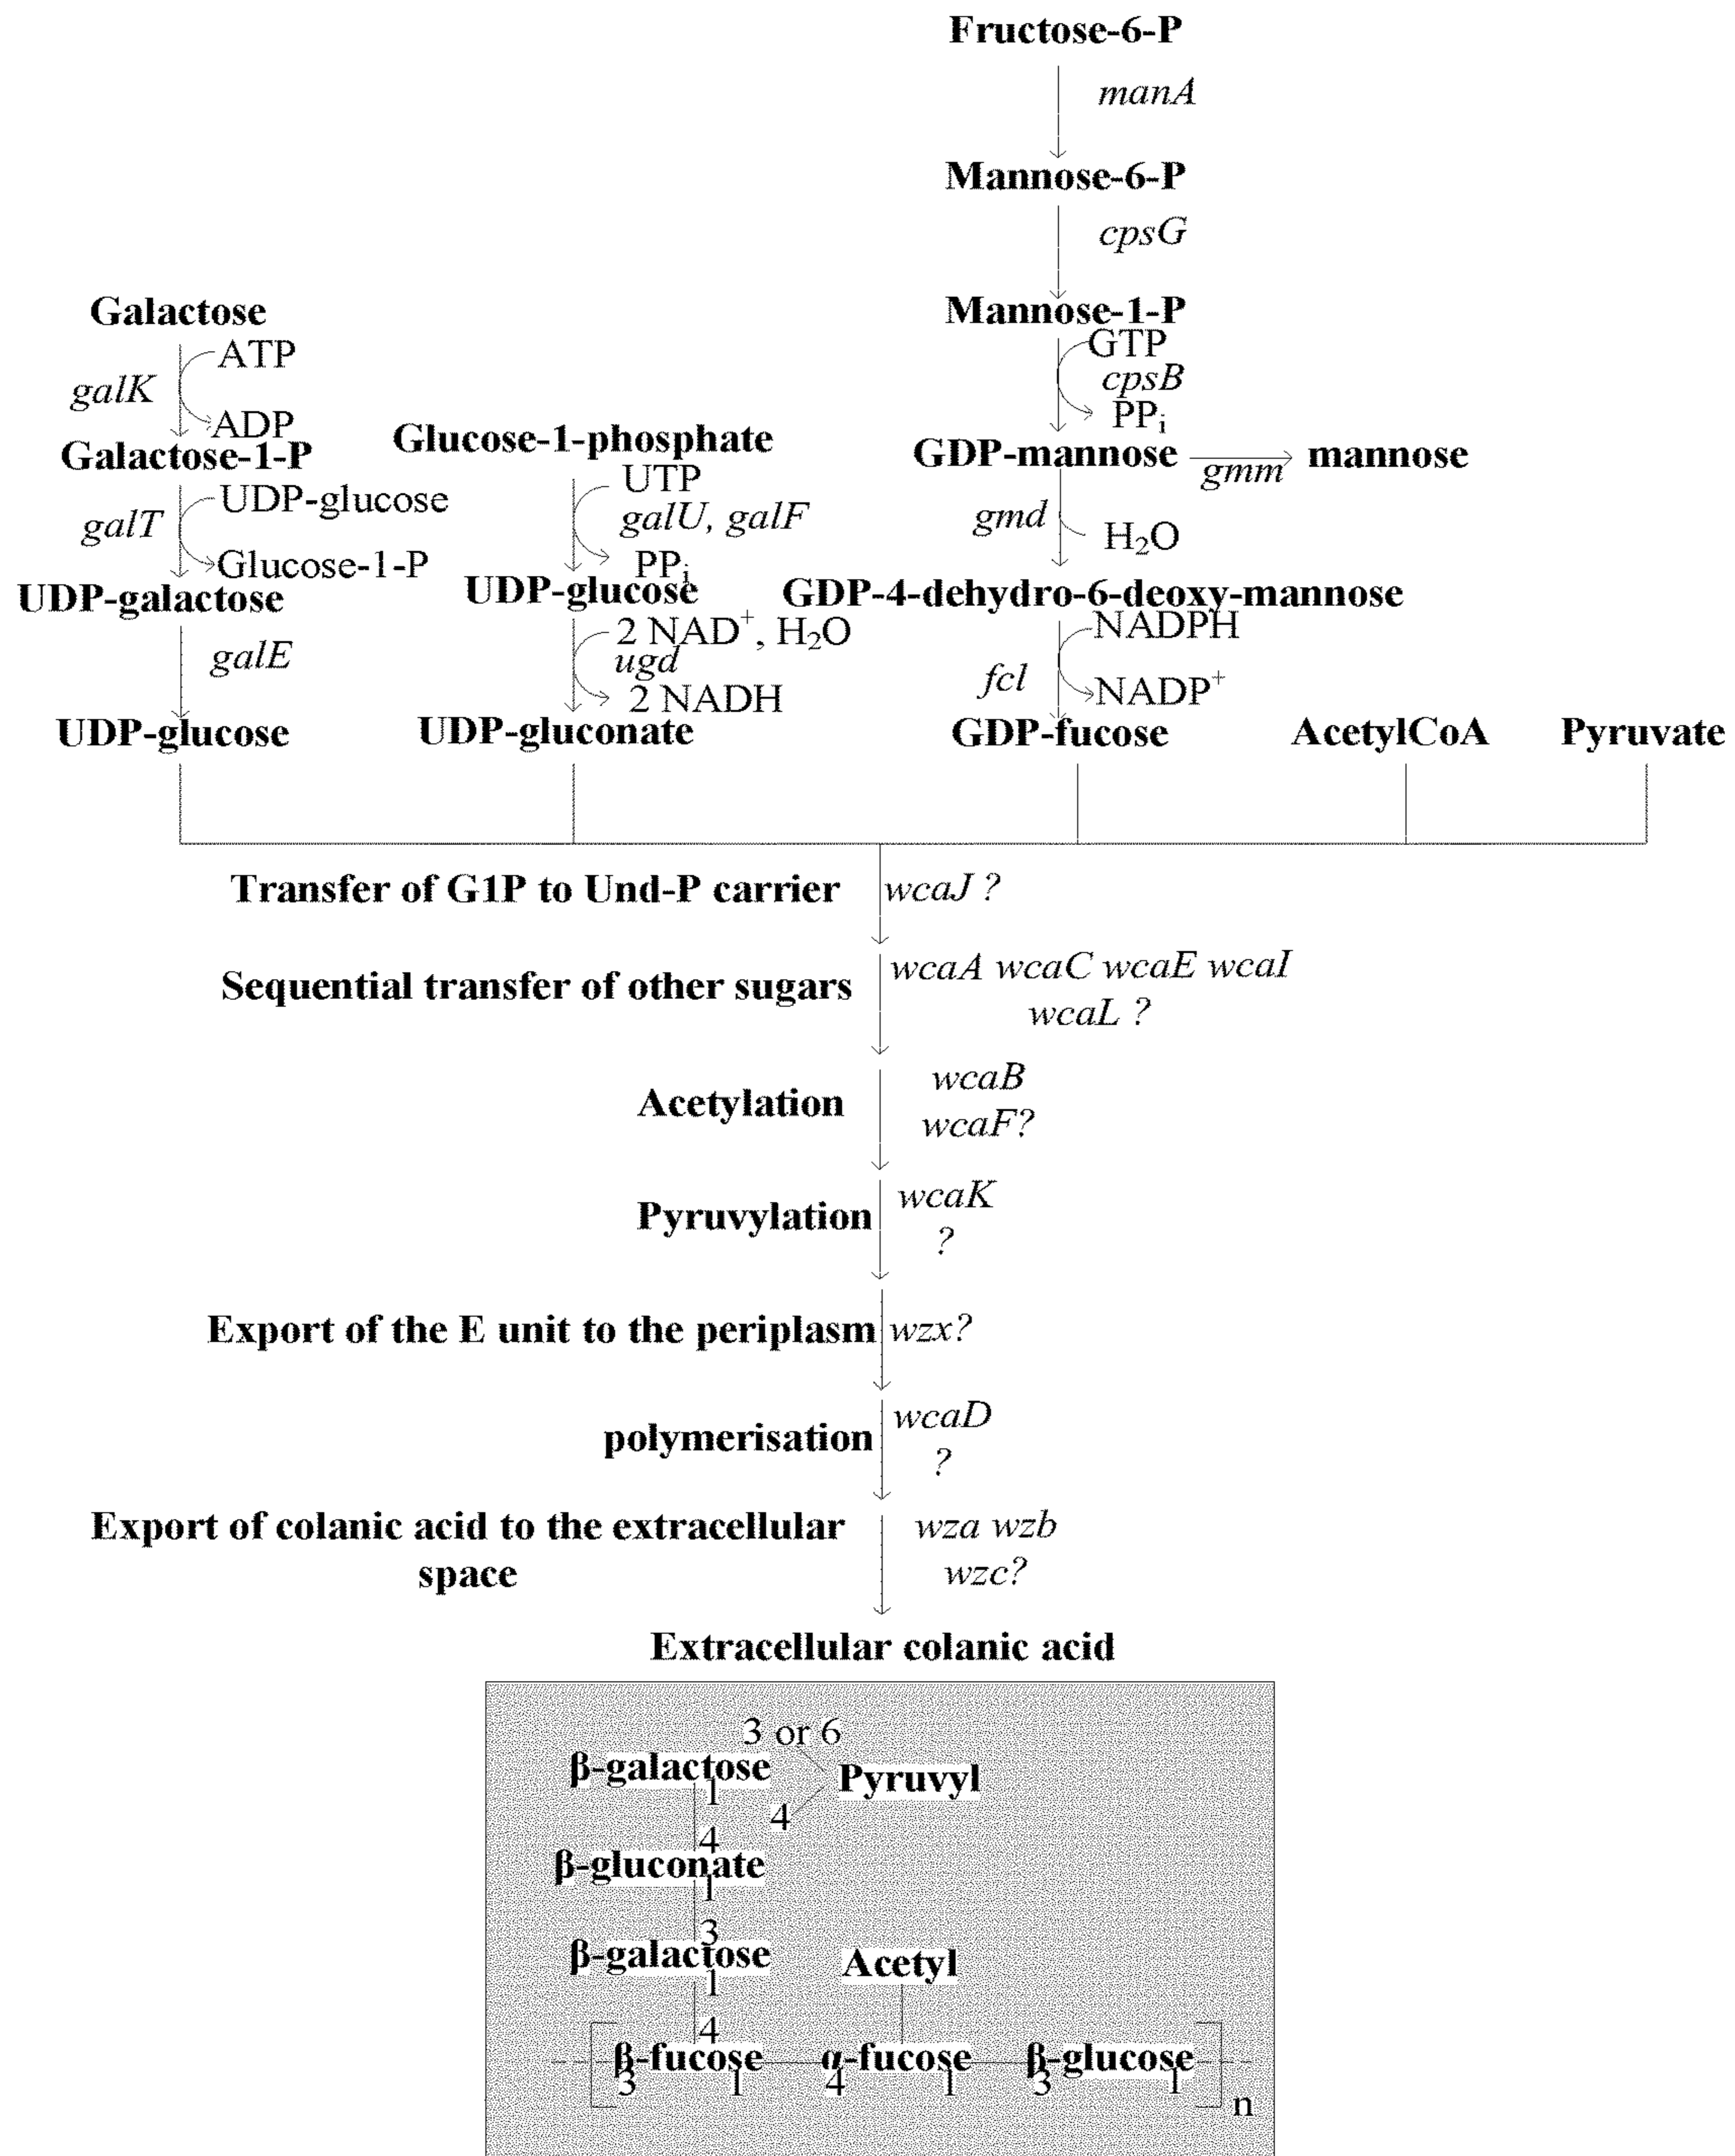 Fructose-6-P
manA
Mannose-6-P
cpsG
Galactose
Mannose-1-P
ATP
GTP
galK
cpsB
ADP
PPi
Galactose-1-P
Glucose-1-phosphate
GDP-mannose
gmm
mannose
UDP-glucose
UTP
galT
galU, galF
gmd
H2O
Glucose-1-P
PPi
UDP-galactose
UDP-glucose
GDP-4-dehydro-6-deoxy-mannose
2 NAD+, H2O
NADPH
galE
ugd
fcl
2 NADH
NADP+
UDP-glucose
UDP-gluconate
GDP-fucose
AcetylCoA
Pyruvate
Transfer of G1P to Und-P carrier
wcaJ ?
Sequential transfer of other sugars
wcaA wcaC wcaE wcaI
wcaL ?
Acetylation
wcaB
wcaF?
Pyruvylation
wcaK
?
Export of the E unit to the periplasm
wzx?
polymerisation
wcaD
?
Export of colanic acid to the extracellular
space
wza wzb
wzc?
Extracellular colanic acid
3 or 6
β-galactose
Pyruvyl
1
4
4
β-gluconate
1
3
β-galactose
Acetyl
1
4
β-fucose
α-fucose
β-glucose
3 1 4 1 3 1
n